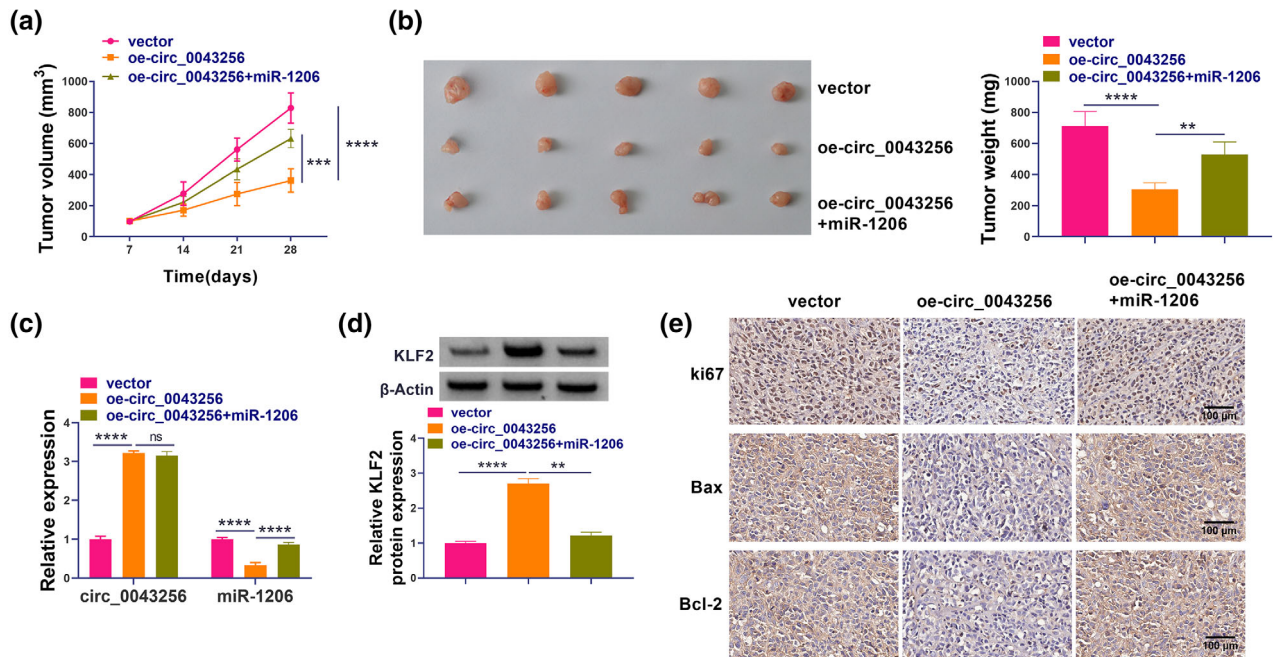 (a)
vector
oe-circ_0043256
oe-circ_0043256+miR-1206
Tumor volume (mm³)
1000
800
600
400
200
0
7
14
21
28
Time(days)
***
****
(b)
vector
oe-circ_0043256
oe-circ_0043256
+miR-1206
vector
oe-circ_0043256
oe-circ_0043256+miR-1206
Tumor weight (mg)
1000
800
600
400
200
0
****
**
(c)
vector
oe-circ_0043256
oe-circ_0043256+miR-1206
Relative expression
4
3
2
1
0
****
ns
****
****
circ_0043256
miR-1206
(d)
KLF2
β-Actin
vector
oe-circ_0043256
oe-circ_0043256+miR-1206
Relative KLF2
protein expression
4
3
2
1
0
****
**
(e)
vector
oe-circ_0043256
oe-circ_0043256
+miR-1206
ki67
100 μm
Bax
100 μm
Bcl-2
100 μm